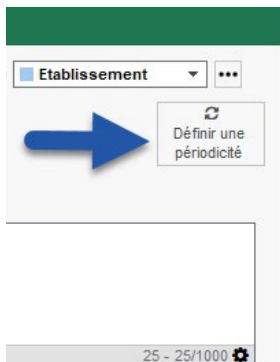 Etablissement
Définir une
périodicité
25 - 25/1000